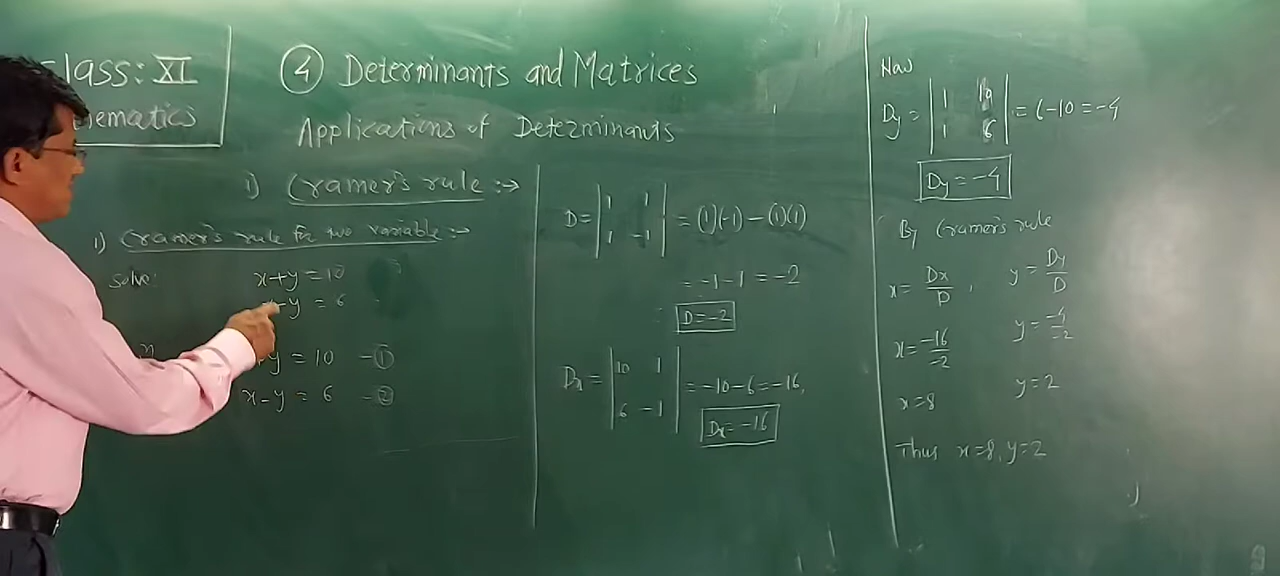 lass: XI
ematics
④ Determinants and Matrices
Applications of Determinants
i) Cramer's rule :→
1) Cramer's rule for two variable :→
Solve: x+y=10
-y = 6
y = 10 -①
x-y = 6 -②
D= | 1 1 | = (1)(-1) - (1)(1)
| 1 -1 |
= -1-1 = -2
D=-2
Dx = | 10 1 | = -10-6=-16,
| 6 -1 |
Dx=-16
Now
Dy = | 1 10 | = 6-10=-4
| 1 6 |
Dy=-4
By Cramer's rule
x= Dx/D , y= Dy/D
x= -16/-2 y= -4/-2
x=8 y=2
Thus x=8, y=2